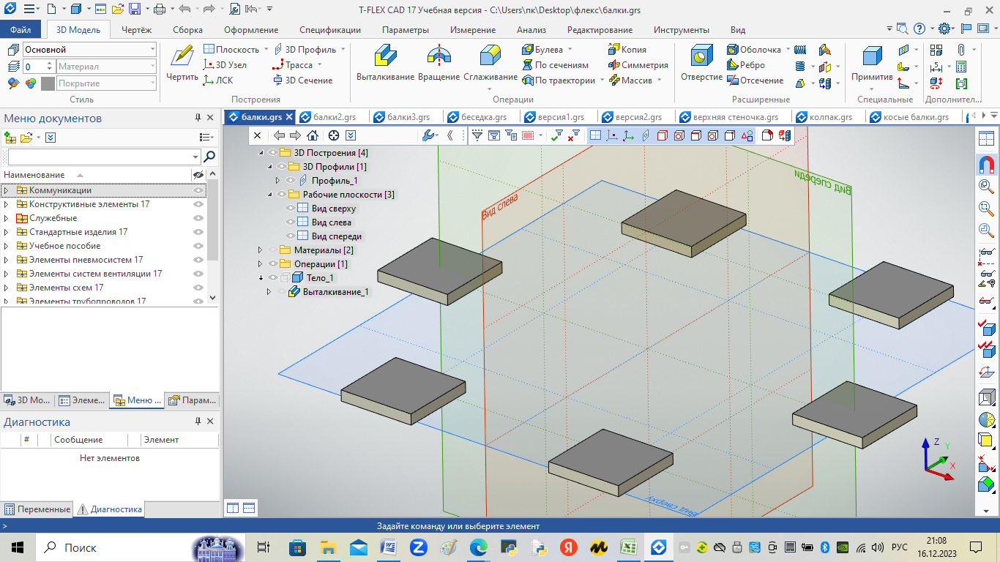 T-FLEX CAD 17 Учебная версия - C:\Users\пк\Desktop\флекс\балки.grs
Файл 3D Модель Чертёж Сборка Оформление Спецификации Параметры Измерение Анализ Редактирование Инструменты Вид
Основной
0 Материал
Покрытие
Стиль
Чертить
Плоскость
3D Узел
ЛСК
3D Профиль
Трасса
3D Сечение
Построения
Выталкивание Вращение Сглаживание
Булева
По сечениям
По траектории
Копия
Симметрия
Массив
Операции
Отверстие
Оболочка
Ребро
Отсечение
Расширенные
Примитив
Специальные
Дополнител...
Меню документов
балки.grs балки2.grs балки3.grs беседка.grs версия1.grs версия2.grs верхняя стеночка.grs колпак.grs косые балки.grs
Наименование
Коммуникации
Конструктивные элементы 17
Служебные
Стандартные изделия 17
Учебное пособие
Элементы пневмосистем 17
Элементы систем вентиляции 17
Элементы схем 17
Элементы трубопроводов 17
3D Построения [4]
3D Профили [1]
Профиль_1
Рабочие плоскости [3]
Вид сверху
Вид слева
Вид спереди
Материалы [2]
Операции [1]
Тело_1
Выталкивание_1
Вид слева
Вид спереди
Вид спереди
Вид сверху
Z
Y
X
3D Мо... Элеме... Меню ... Парам...
Диагностика
# Сообщение Элемент
Нет элементов
Переменные Диагностика
> Задайте команду или выберите элемент
Поиск
РУС
21:08
16.12.2023